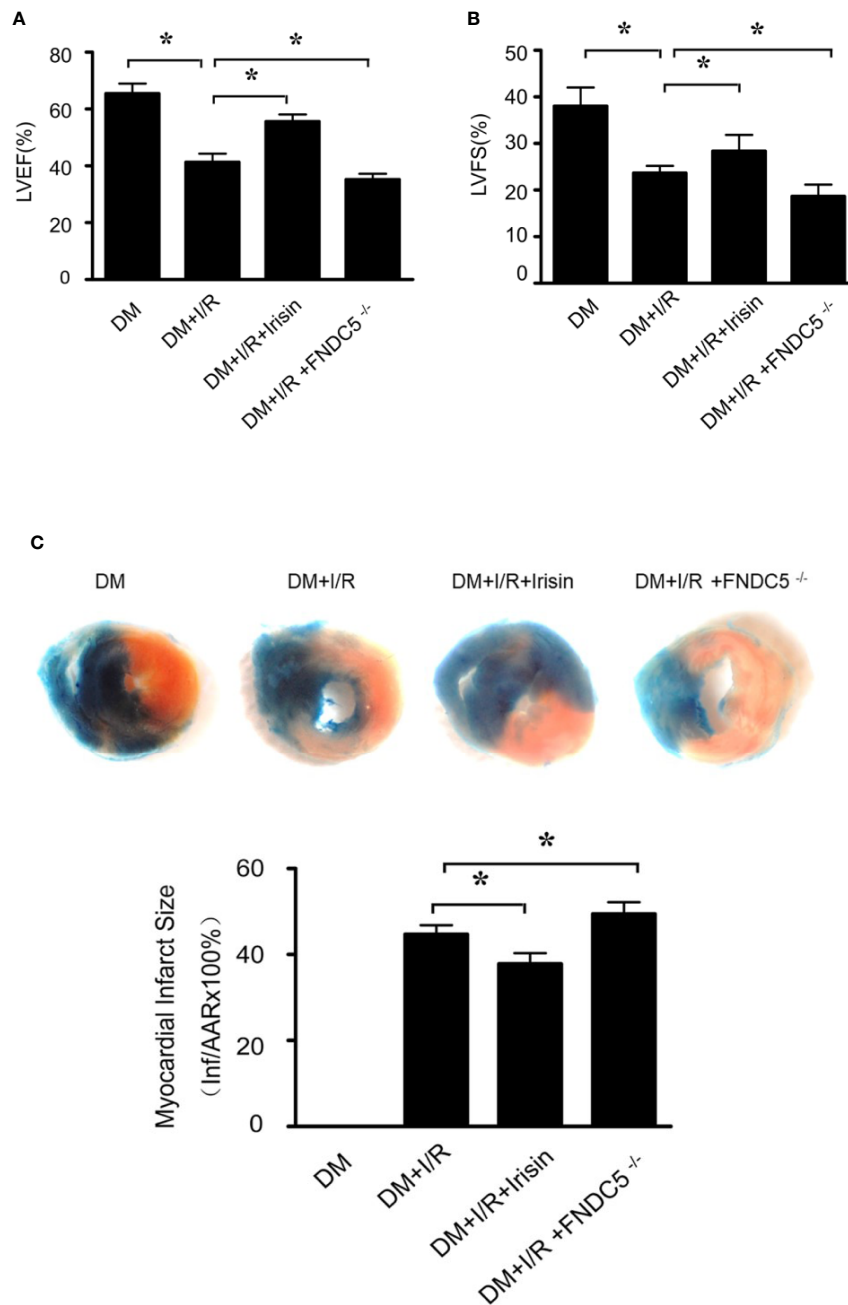 A
*
*
*
80
60
40
20
0
LVEF(%)
DM
DM+I/R
DM+I/R+Irisin
DM+I/R +FNDC5 -/-
B
*
*
*
50
40
30
20
10
0
LVFS(%)
DM
DM+I/R
DM+I/R+Irisin
DM+I/R +FNDC5 -/-
C
DM
DM+I/R
DM+I/R+Irisin
DM+I/R +FNDC5 -/-
*
*
60
40
20
0
Myocardial Infarct Size
（Inf/AARx100%）
DM
DM+I/R
DM+I/R+Irisin
DM+I/R +FNDC5 -/-